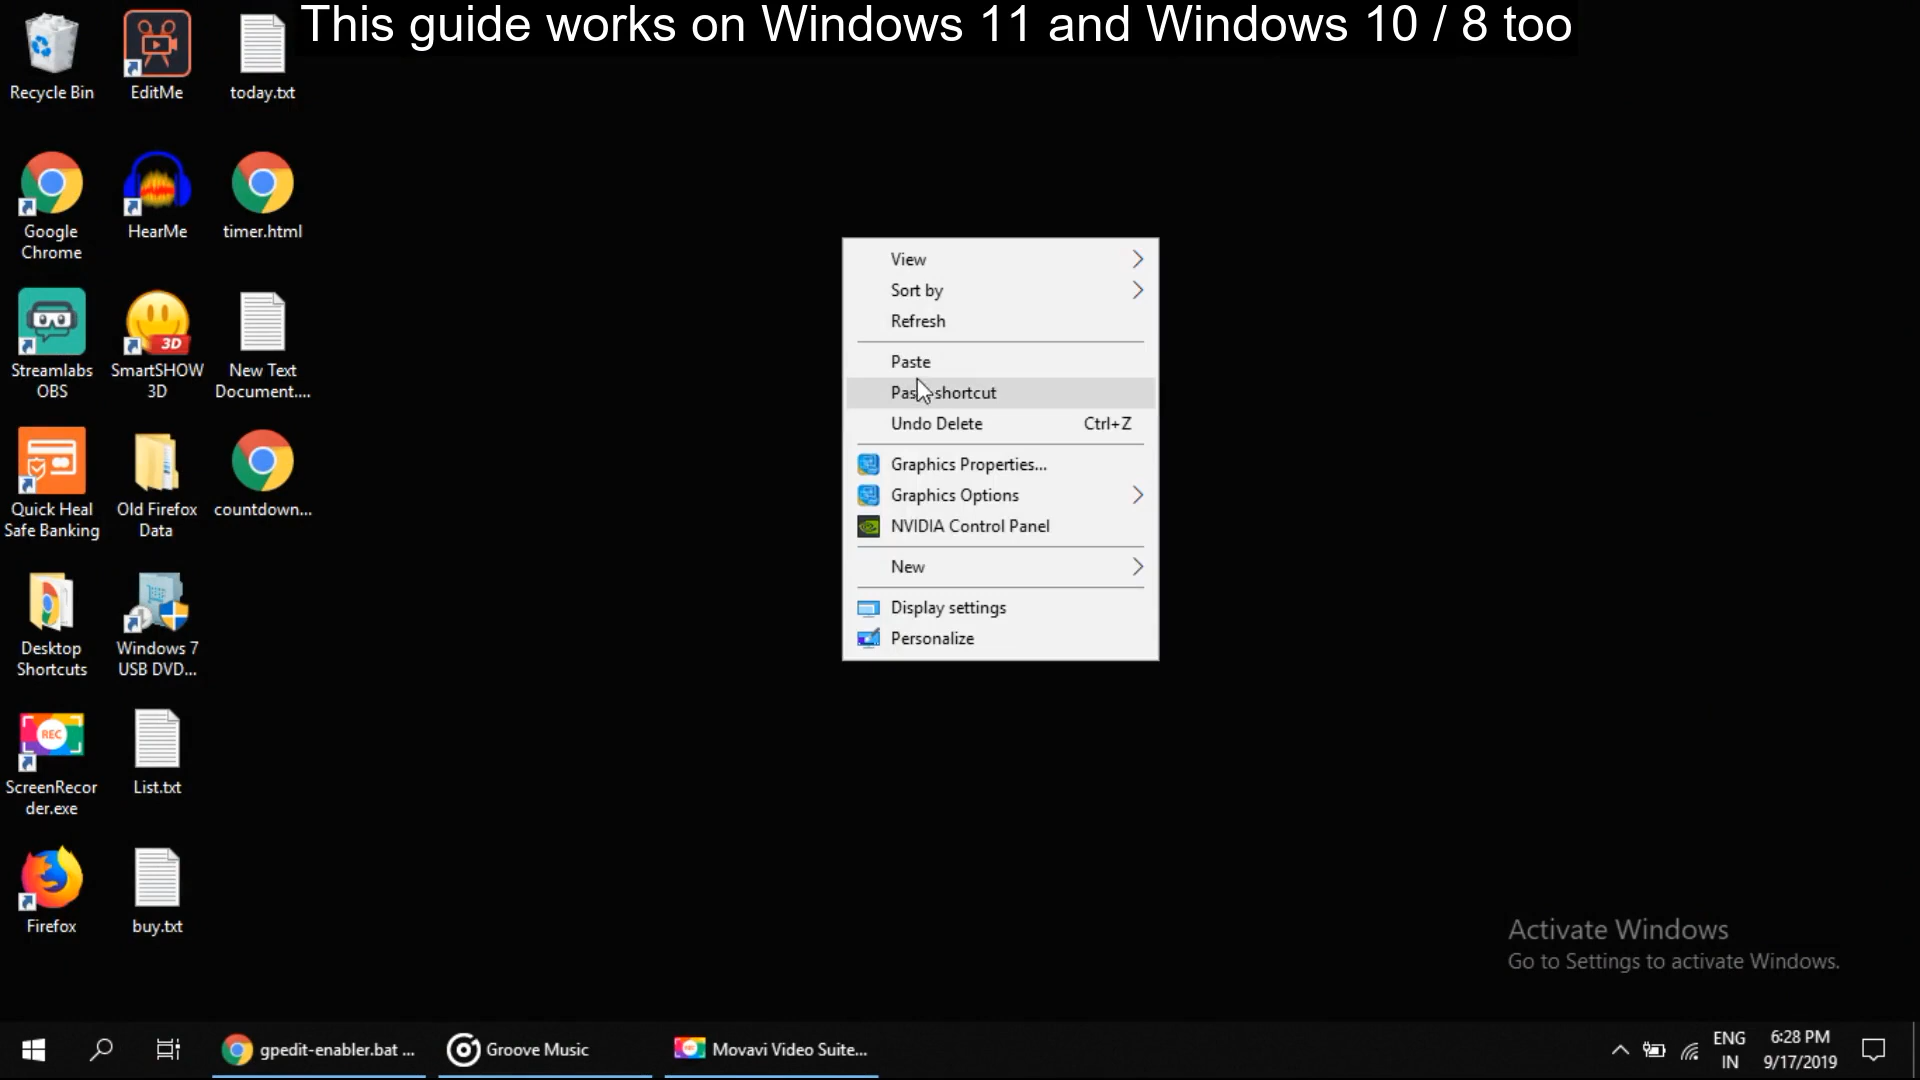 This guide works on Windows 11 and Windows 10 / 8 too
Recycle Bin
EditMe
today.txt
Google
Chrome
HearMe
timer.html
Streamlabs
OBS
SmartSHOW
3D
3D
New Text
Document....
Quick Heal
Safe Banking
Old Firefox
Data
countdown...
Desktop
Shortcuts
Windows 7
USB DVD...
REC
ScreenRecor
der.exe
List.txt
Firefox
buy.txt
View
Sort by
Refresh
Paste
shortcut
Undo Delete Ctrl+Z
Graphics Properties...
Graphics Options
NVIDIA Control Panel
New
Display settings
Personalize
Activate Windows
Go to Settings to activate Windows.
gpedit-enabler.bat ...
Groove Music
Movavi Video Suite...
ENG
IN
6:28 PM
9/17/2019